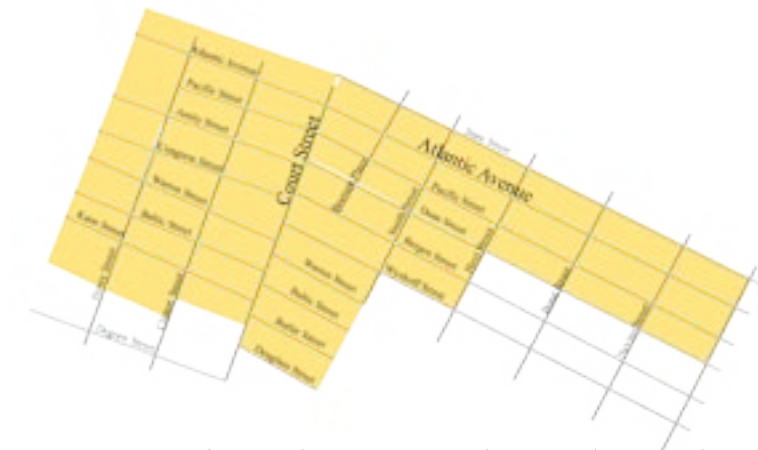 Atlantic Avenue
Pacific Street
Amity Street
Congress Street
Warren Street
Baltic Street
Kane Street
Degraw Street
Court Street
State Street
Atlantic Avenue
Pacific Street
Dean Street
Bergen Street
Wyckoff Street
Warren Street
Baltic Street
Butler Street
Douglass Street